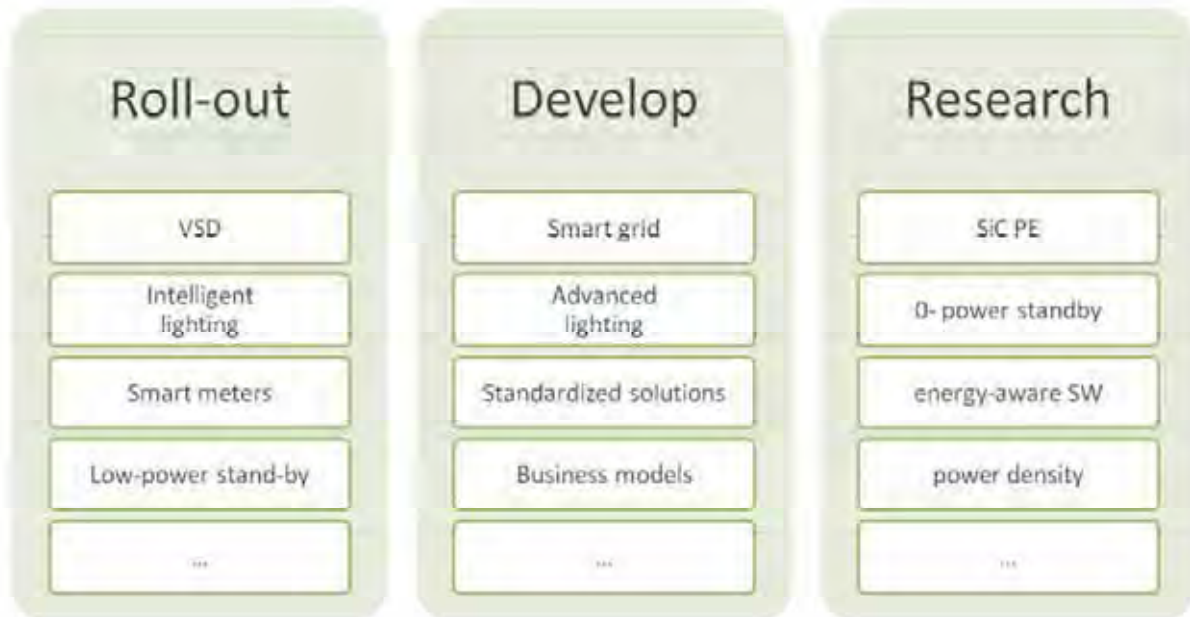 Roll-out
VSD
Intelligent
lighting
Smart meters
Low-power stand-by
...
Develop
Smart grid
Advanced
lighting
Standardized solutions
Business models
...
Research
SiC PE
0- power standby
energy-aware SW
power density
...